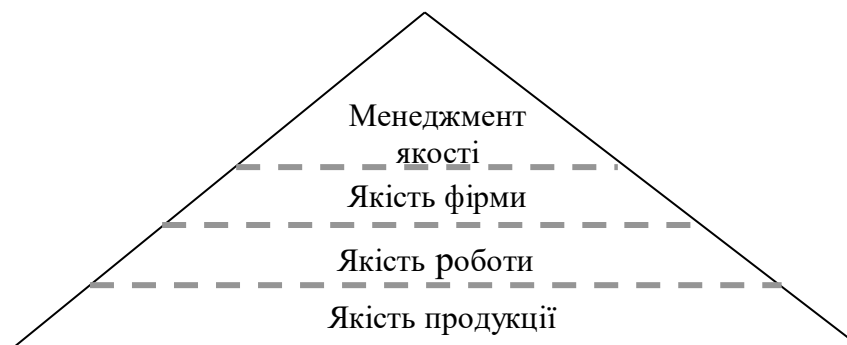 Менеджмент
якості
Якість фірми
Якість роботи
Якість продукції